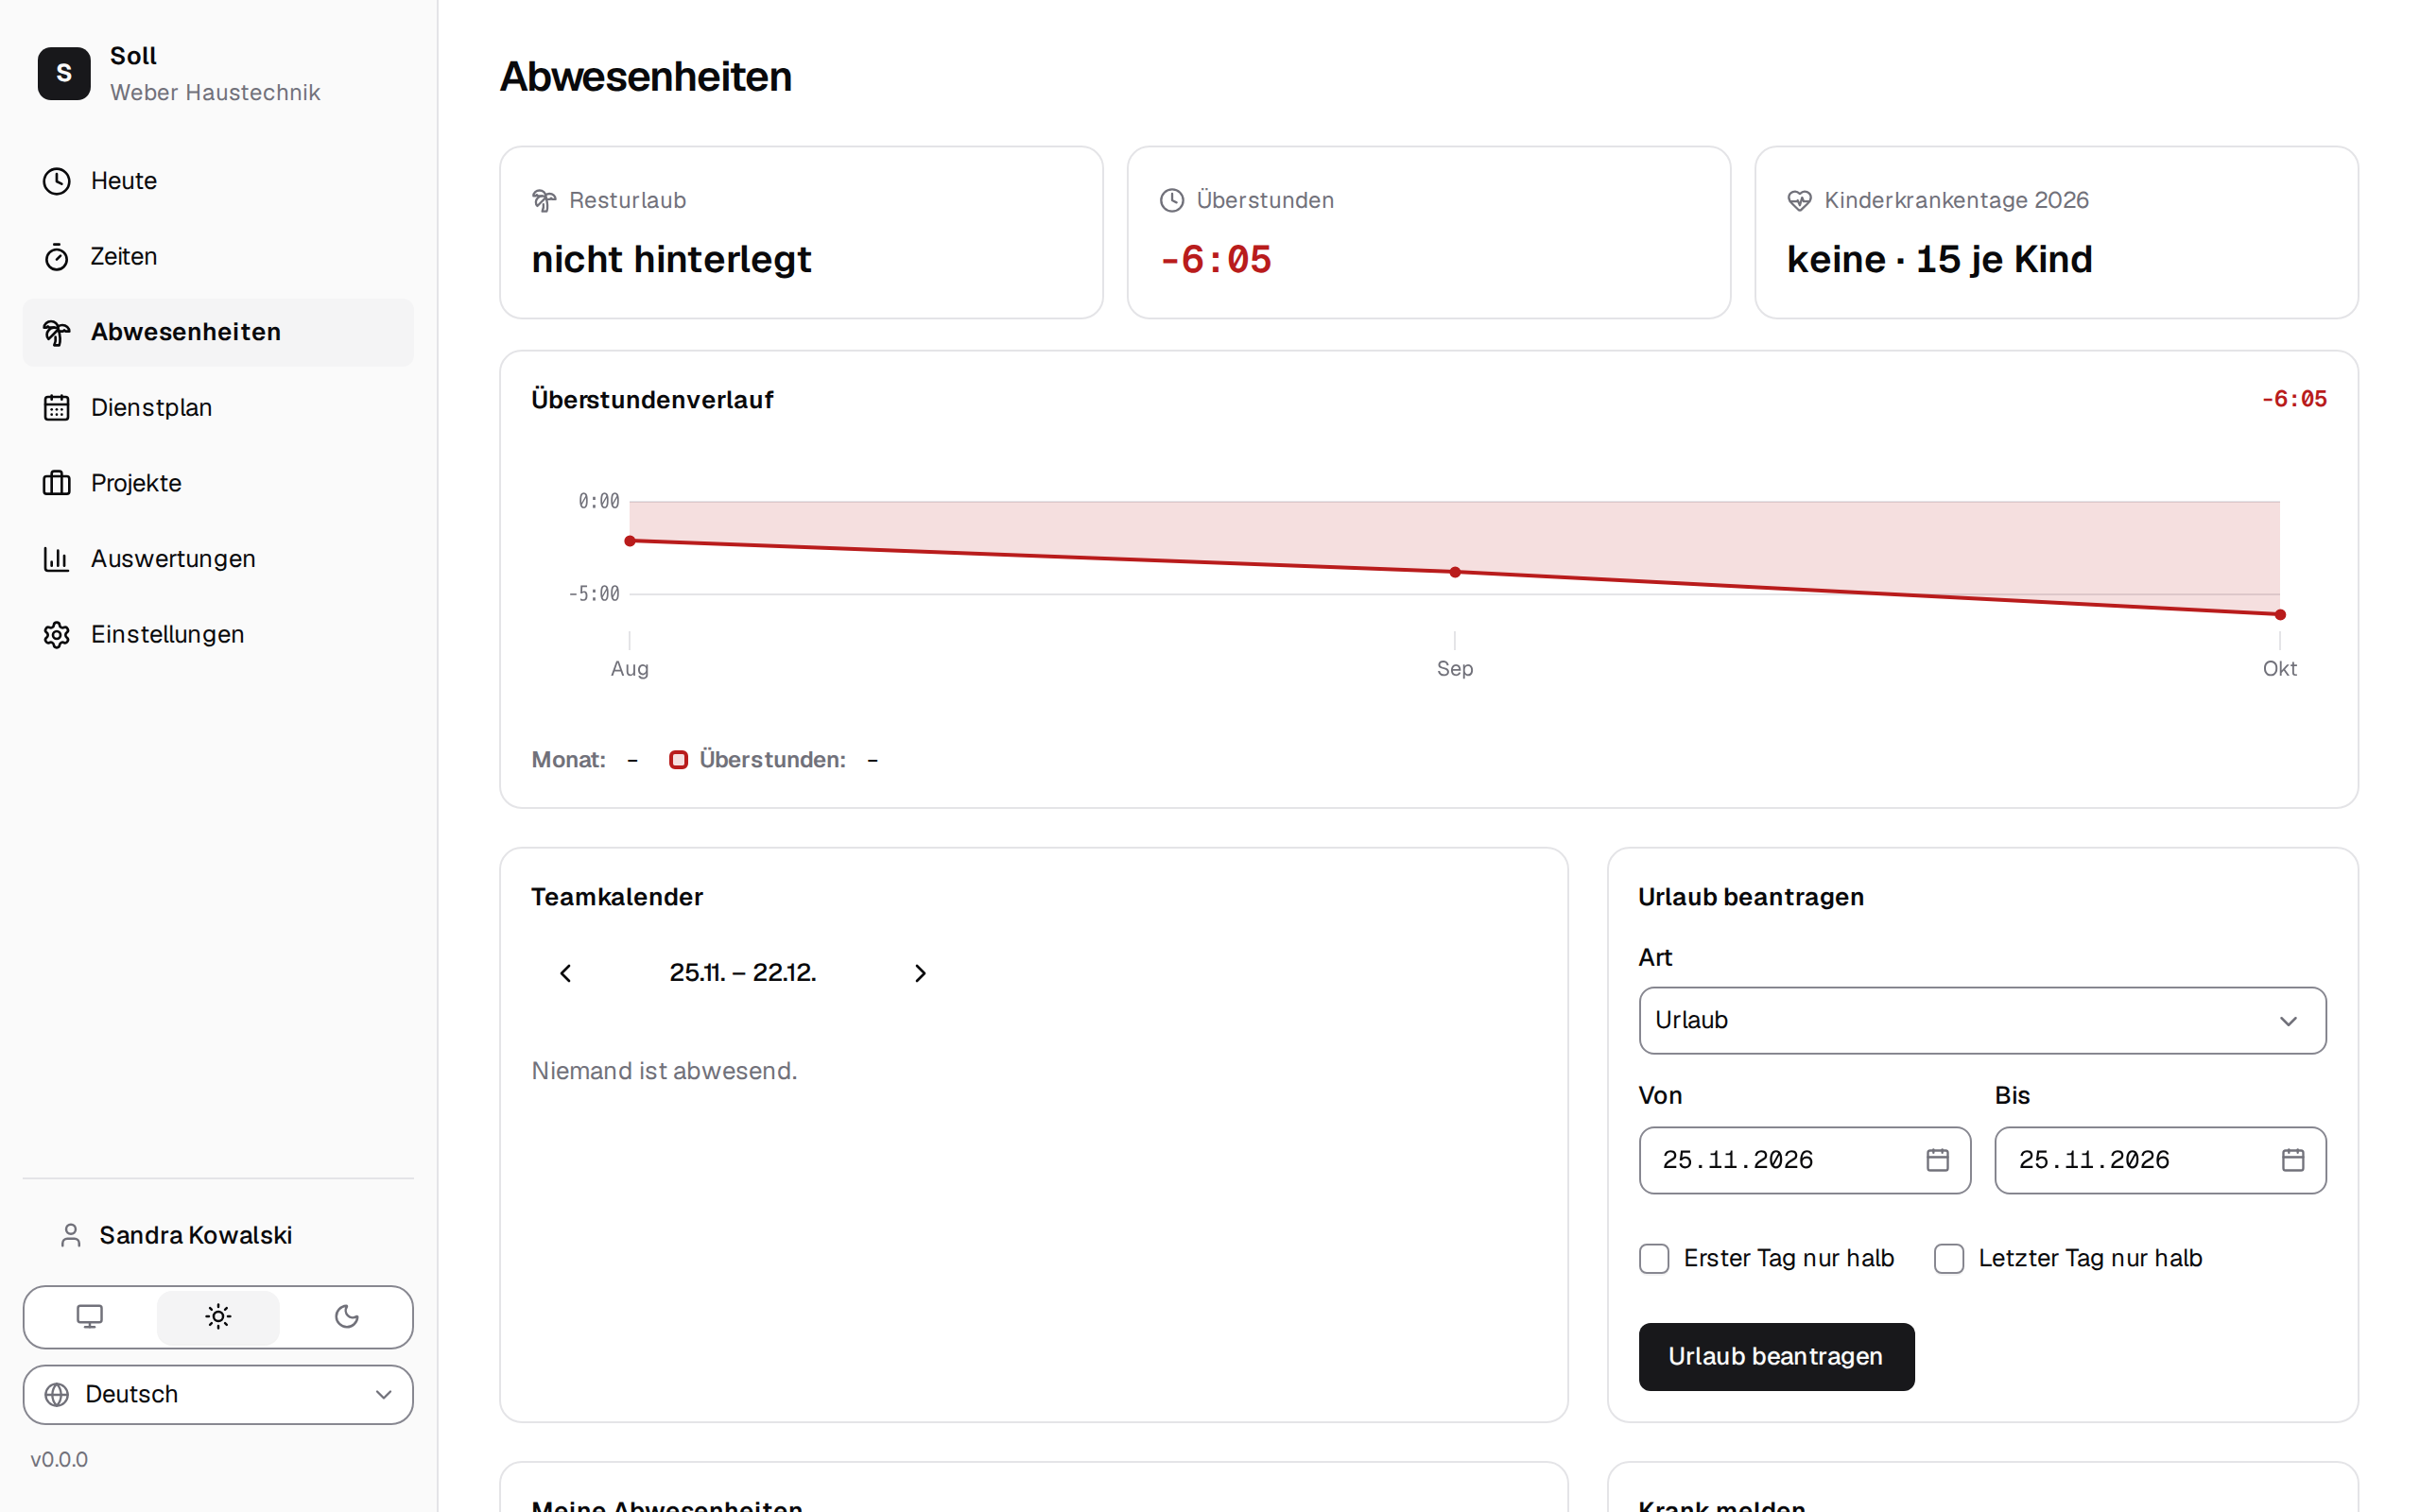 S
Soll
Weber Haustechnik
Heute
Zeiten
Abwesenheiten
Dienstplan
Projekte
Auswertungen
Einstellungen
Sandra Kowalski
Deutsch
v0.0.0
Abwesenheiten
Resturlaub
nicht hinterlegt
Überstunden
-6:05
Kinderkrankentage 2026
keine · 15 je Kind
Überstundenverlauf
-6:05
0:00
-5:00
Aug
Sep
Okt
Monat: – Überstunden: –
Teamkalender
25.11. – 22.12.
Niemand ist abwesend.
Urlaub beantragen
Art
Urlaub
Von
Bis
25.11.2026
25.11.2026
Erster Tag nur halb
Letzter Tag nur halb
Urlaub beantragen
Meine Abwesenheiten
Krank melden